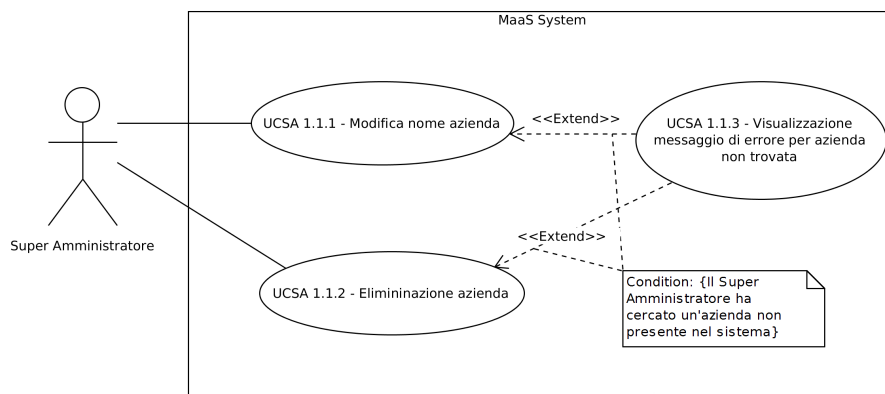 MaaS System
UCSA 1.1.1 - Modifica nome azienda
<<Extend>>
UCSA 1.1.3 - Visualizzazione
messaggio di errore per azienda
non trovata
Super Amministratore
<<Extend>>
UCSA 1.1.2 - Elimininazione azienda
Condition: {Il Super
Amministratore ha
cercato un'azienda non
presente nel sistema}